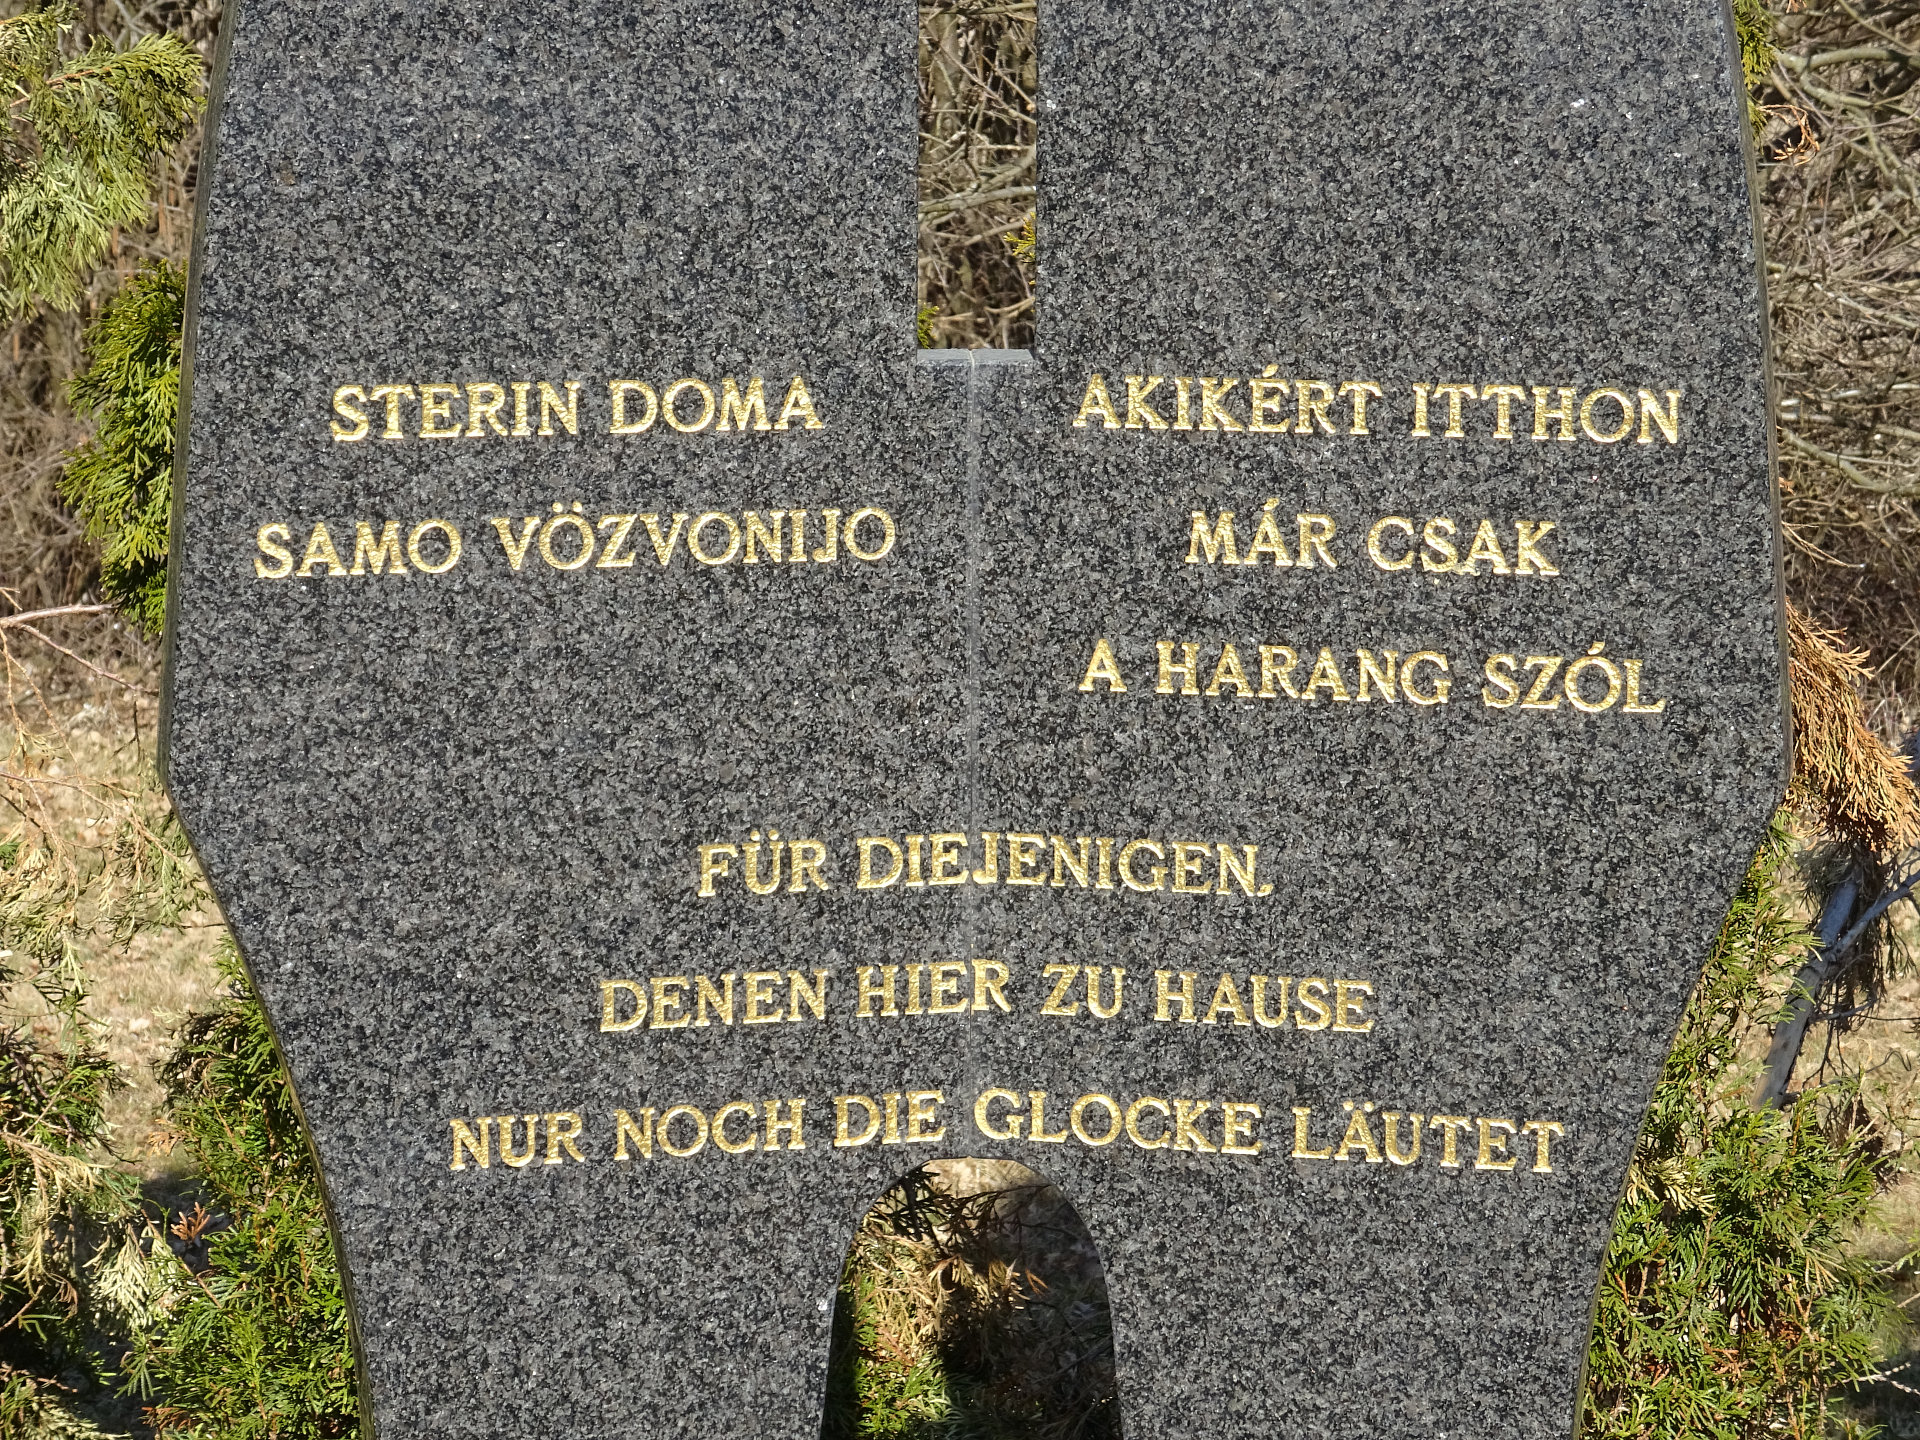 STERIN DOMA
SAMO VÖZVONIJO
AKIKÉRT ITTHON
MÁR CSAK
A HARANG SZÓL
FÜR DIEJENIGEN,
DENEN HIER ZU HAUSE
NUR NOCH DIE GLOCKE LÄUTET